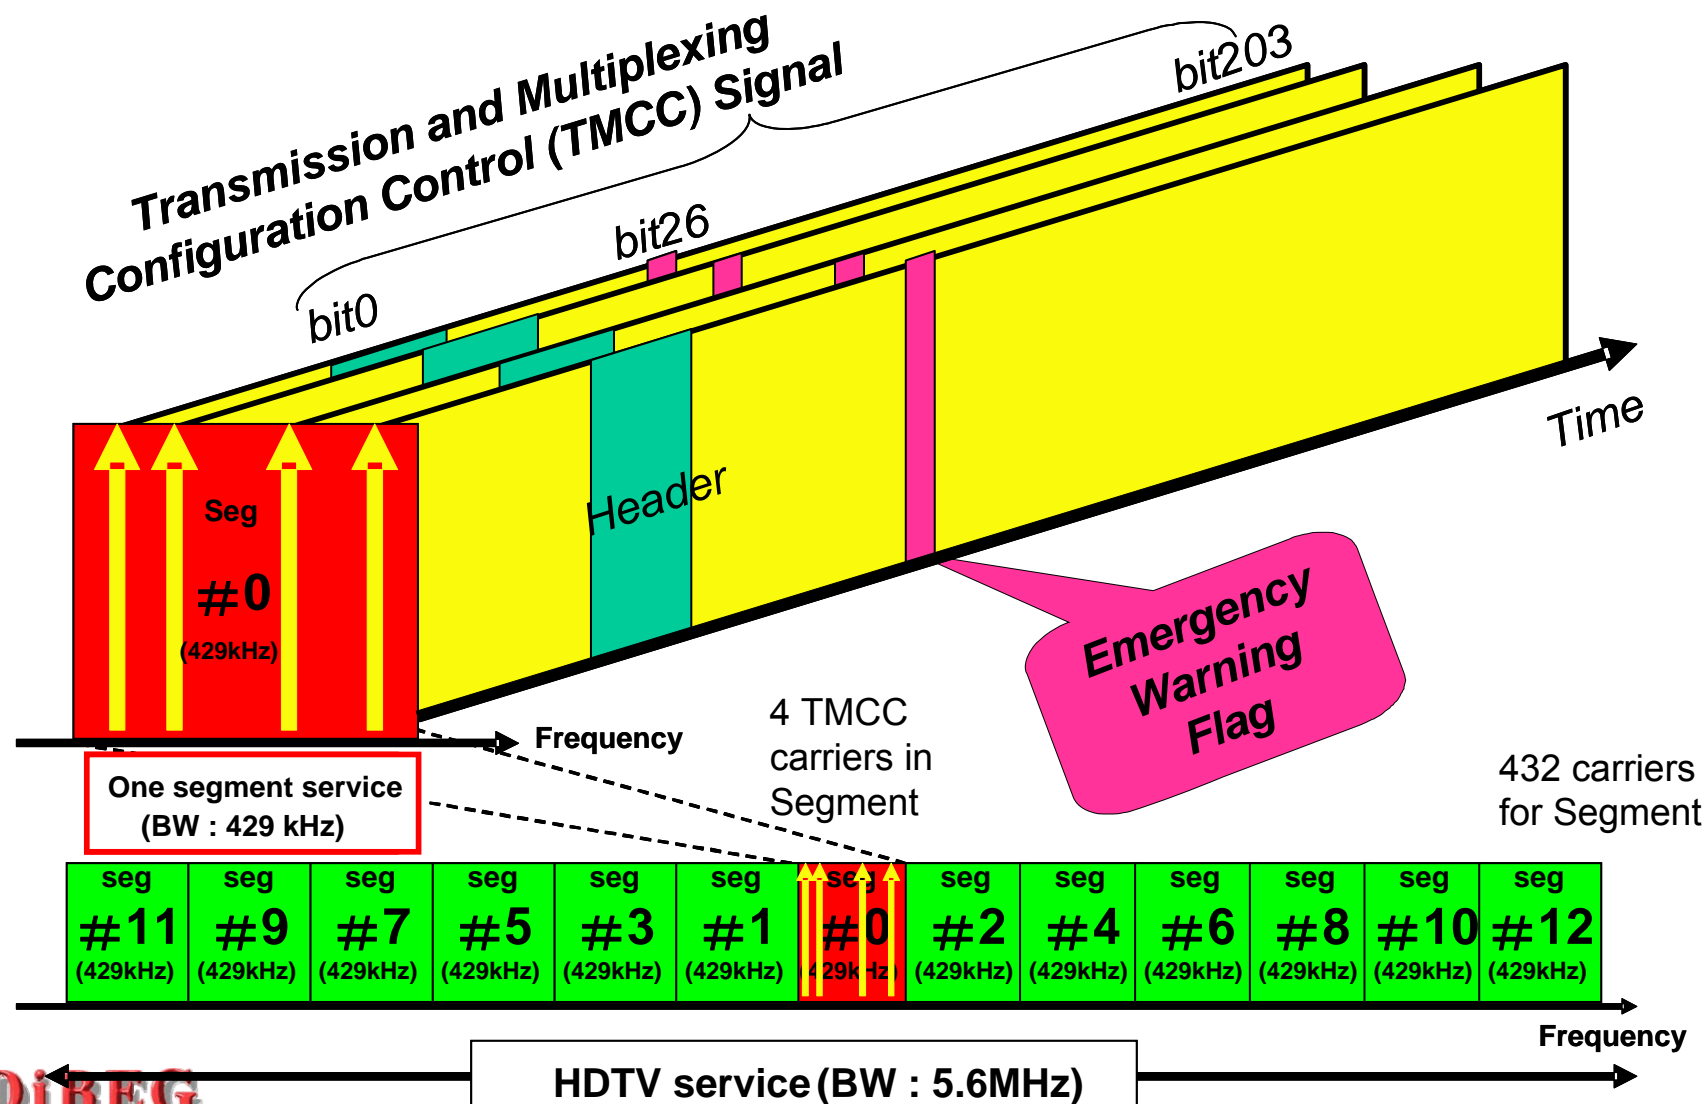 Transmission and Multiplexing
Configuration Control (TMCC) Signal
bit203
bit26
bit0
Time
Header
Seg
#0
(429kHz)
Emergency
Warning
Flag
Frequency
4 TMCC
carriers in
Segment
432 carriers
for Segment
One segment service
(BW : 429 kHz)
seg seg seg seg seg seg seg seg seg seg seg seg seg
#11 #9 #7 #5 #3 #1 #0 #2 #4 #6 #8 #10 #12
(429kHz) (429kHz) (429kHz) (429kHz) (429kHz) (429kHz) (429kHz) (429kHz) (429kHz) (429kHz) (429kHz) (429kHz) (429kHz)
Frequency
HDTV service (BW : 5.6MHz)
DiBEG